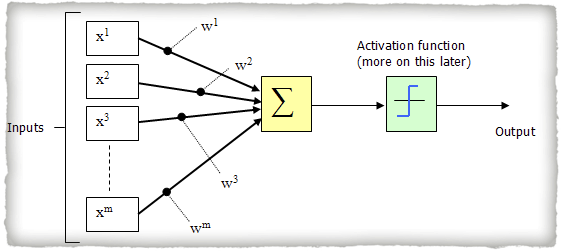 Inputs
x¹
x²
x³
xᵐ
w¹
w²
w³
wᵐ
∑
Activation function
(more on this later)
Output